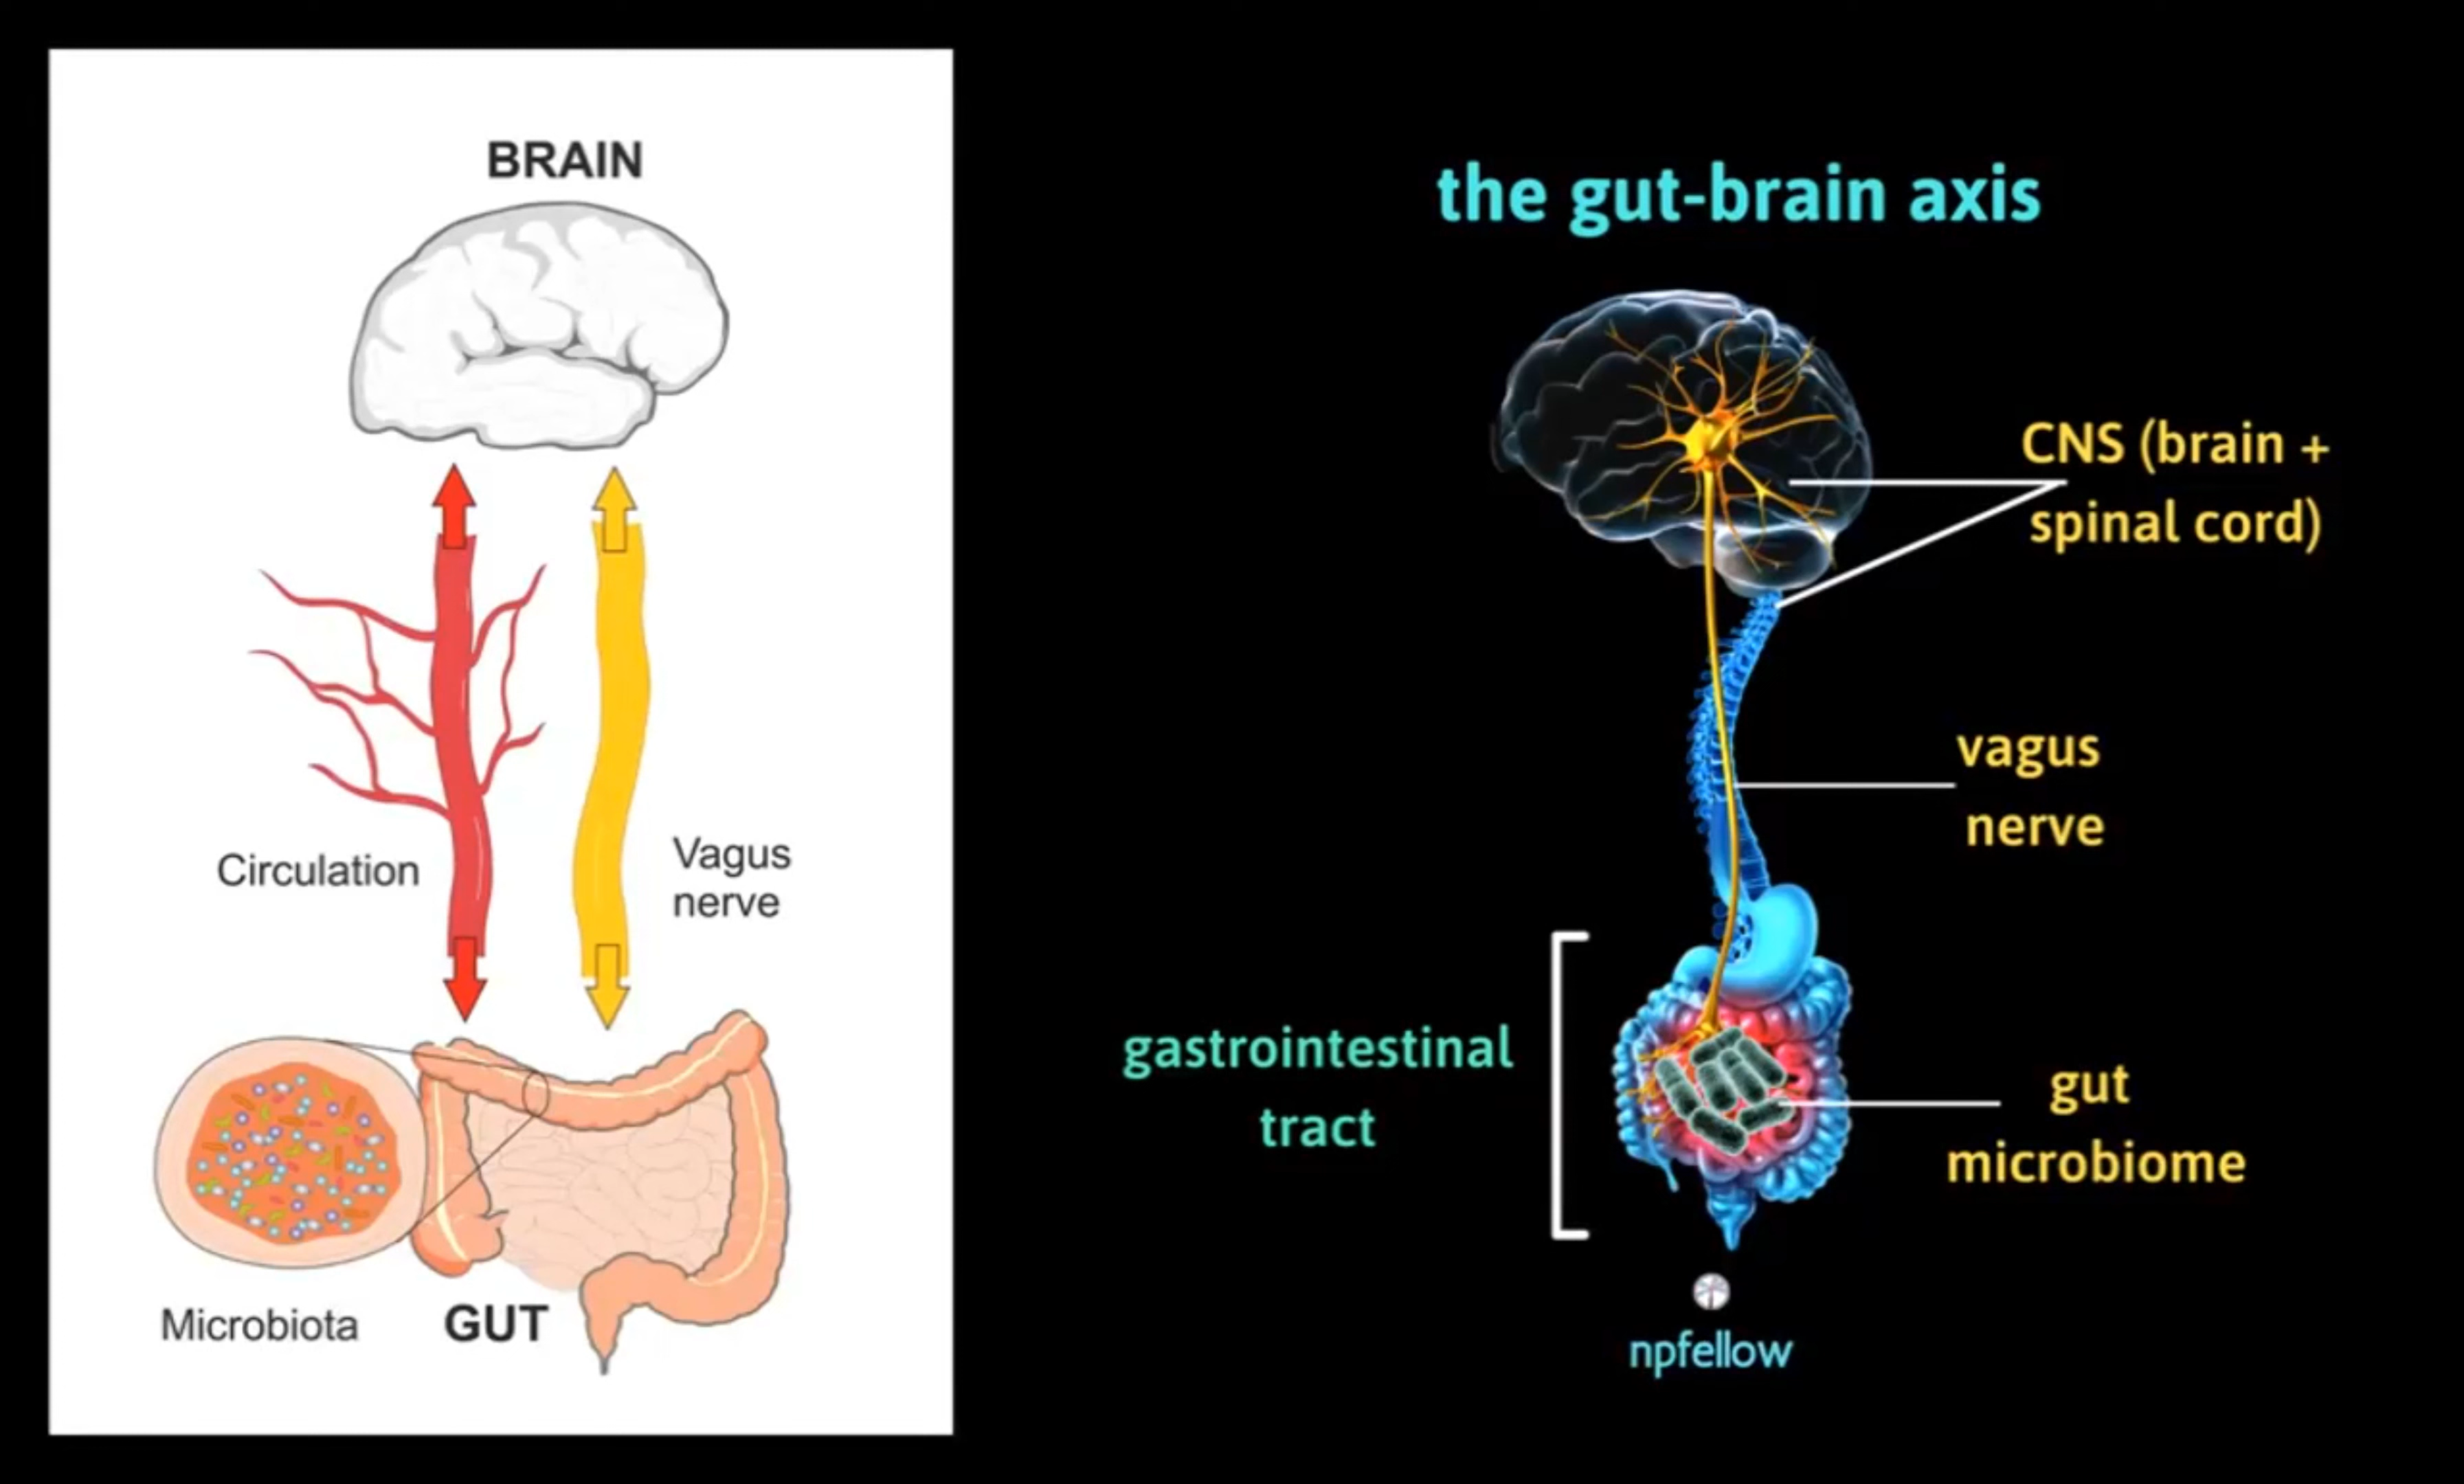 BRAIN
Circulation
Vagus
nerve
Microbiota
GUT
the gut-brain axis
CNS (brain +
spinal cord)
vagus
nerve
gastrointestinal
tract
gut
microbiome
npfellow